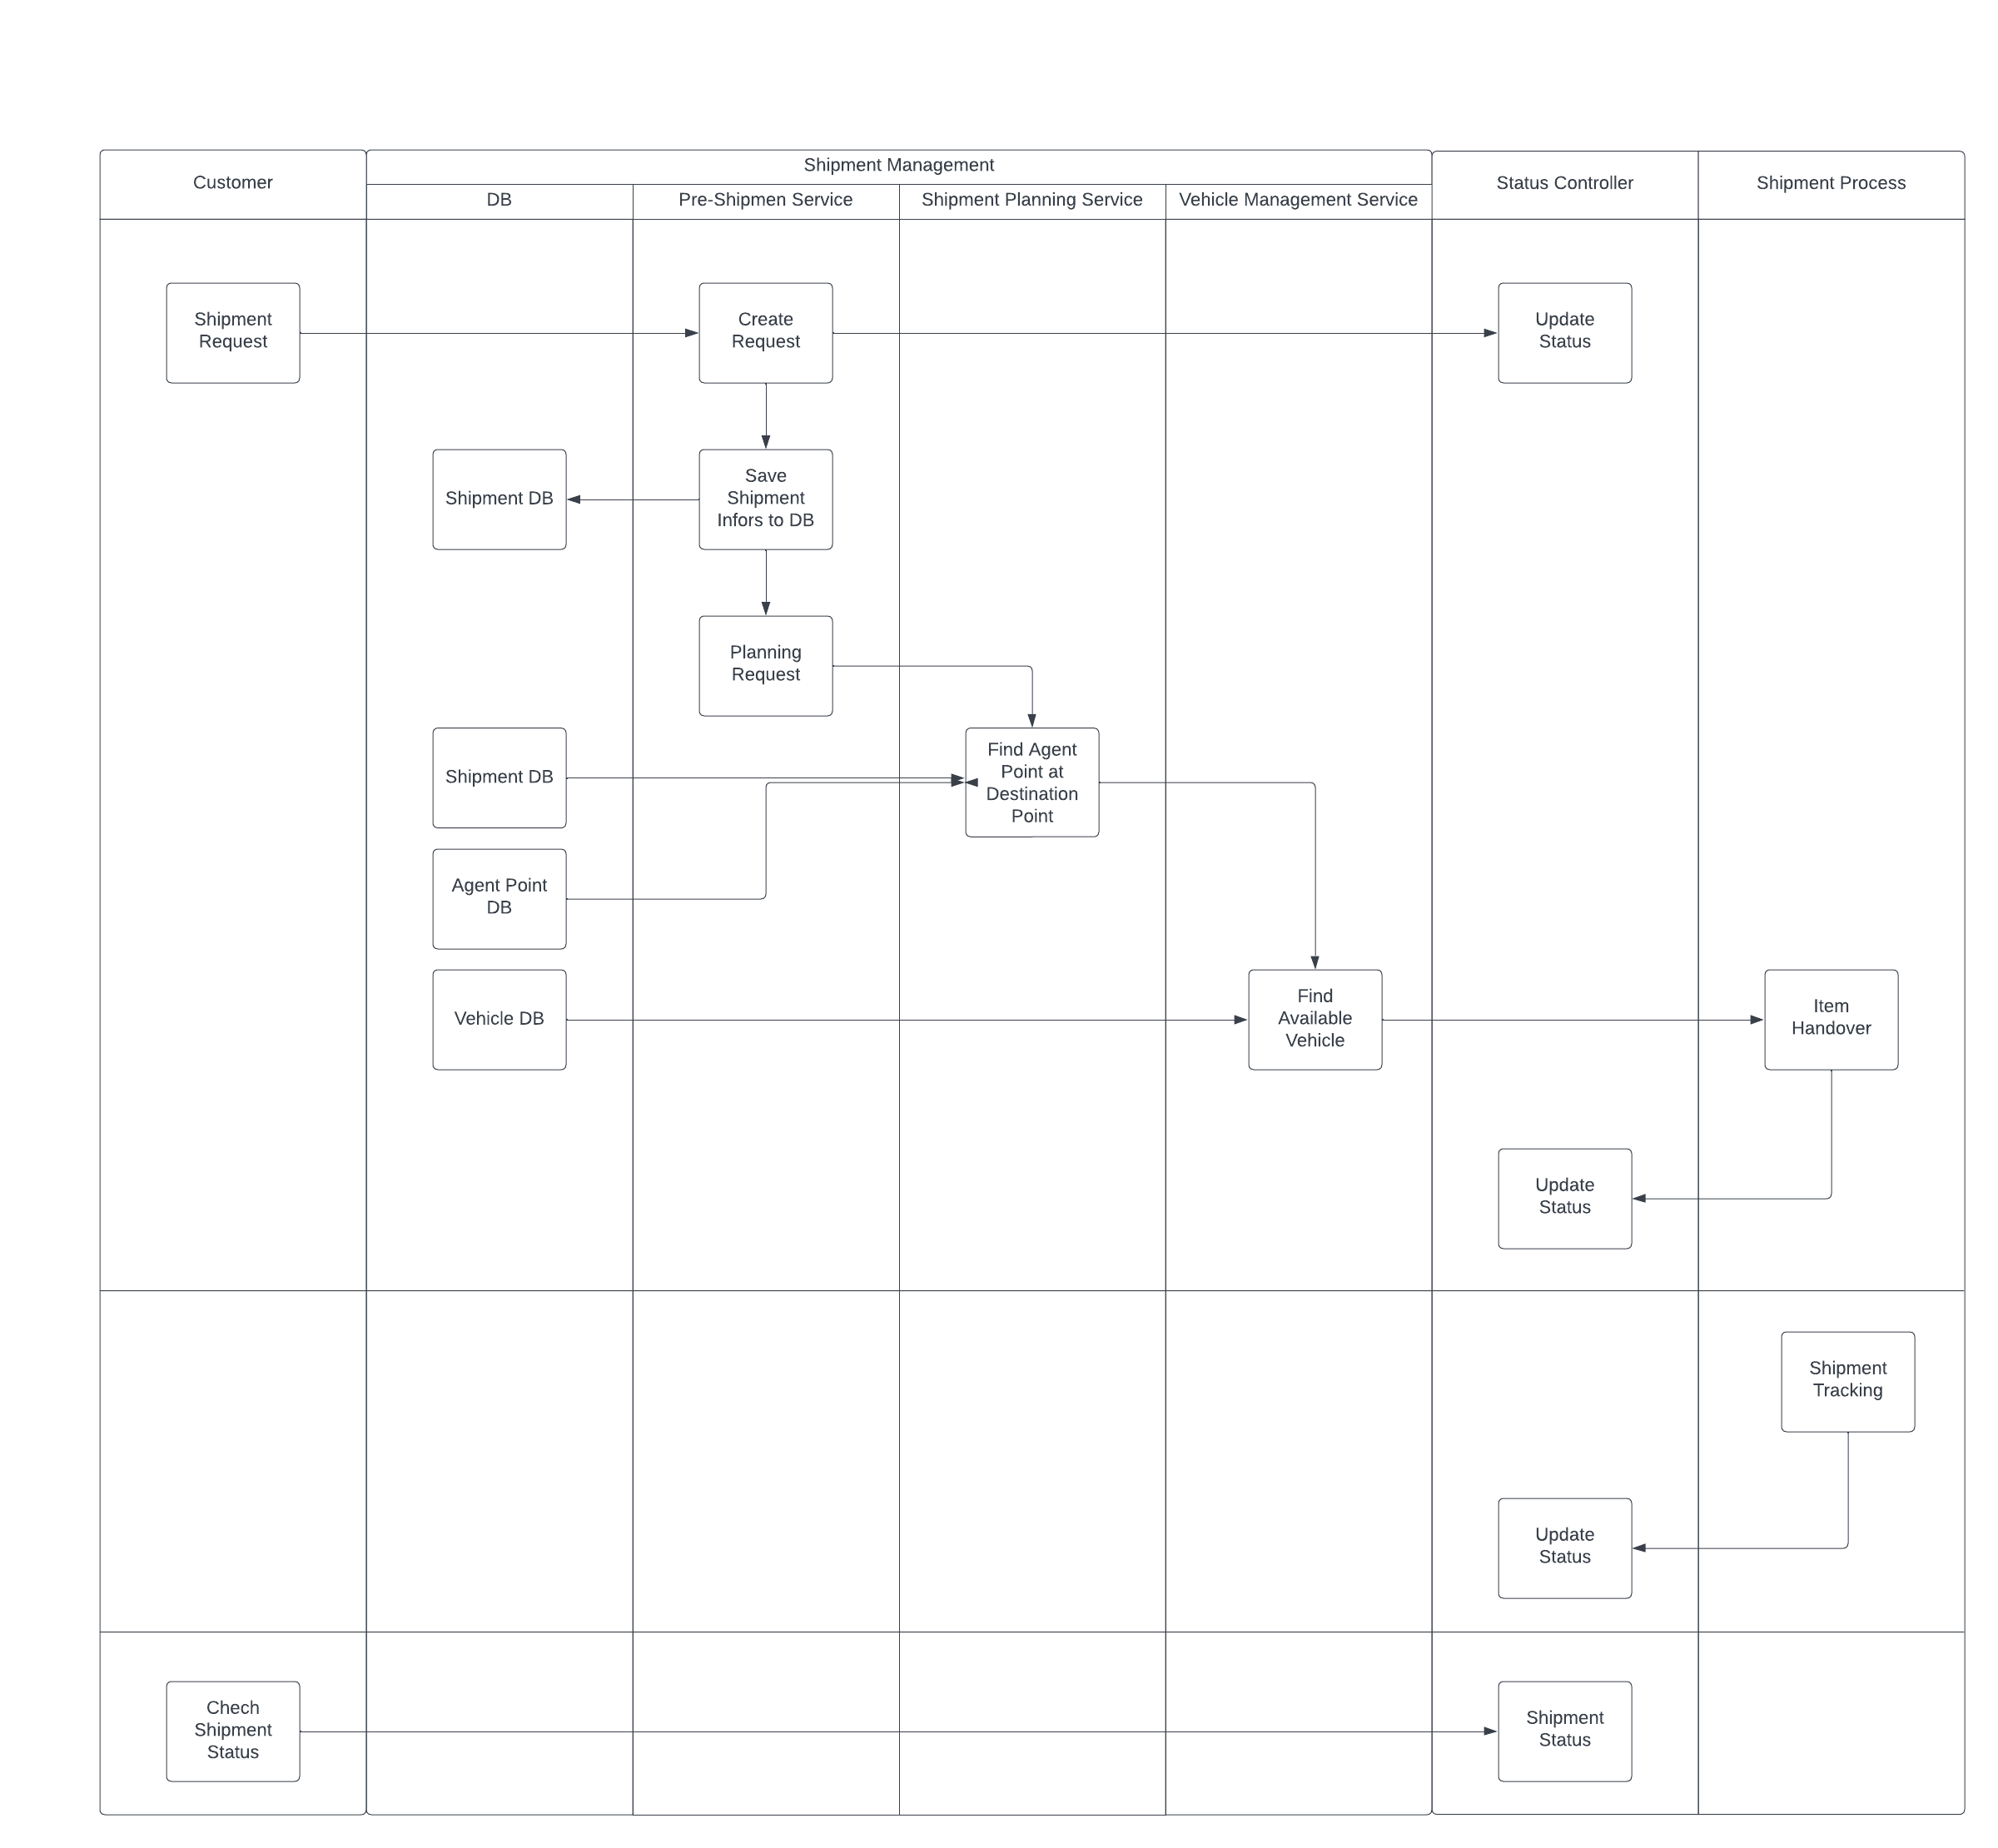 Customer
Shipment Management
DB
Pre-Shipmen Service
Shipment Planning Service
Vehicle Management Service
Status Controller
Shipment Process
Shipment
Request
Create
Request
Update
Status
Shipment DB
Save
Shipment
Infors to DB
Planning
Request
Shipment DB
Find Agent
Point at
Destination
Point
Agent Point
DB
Vehicle DB
Find
Available
Vehicle
Item
Handover
Update
Status
Shipment
Tracking
Update
Status
Chech
Shipment
Status
Shipment
Status